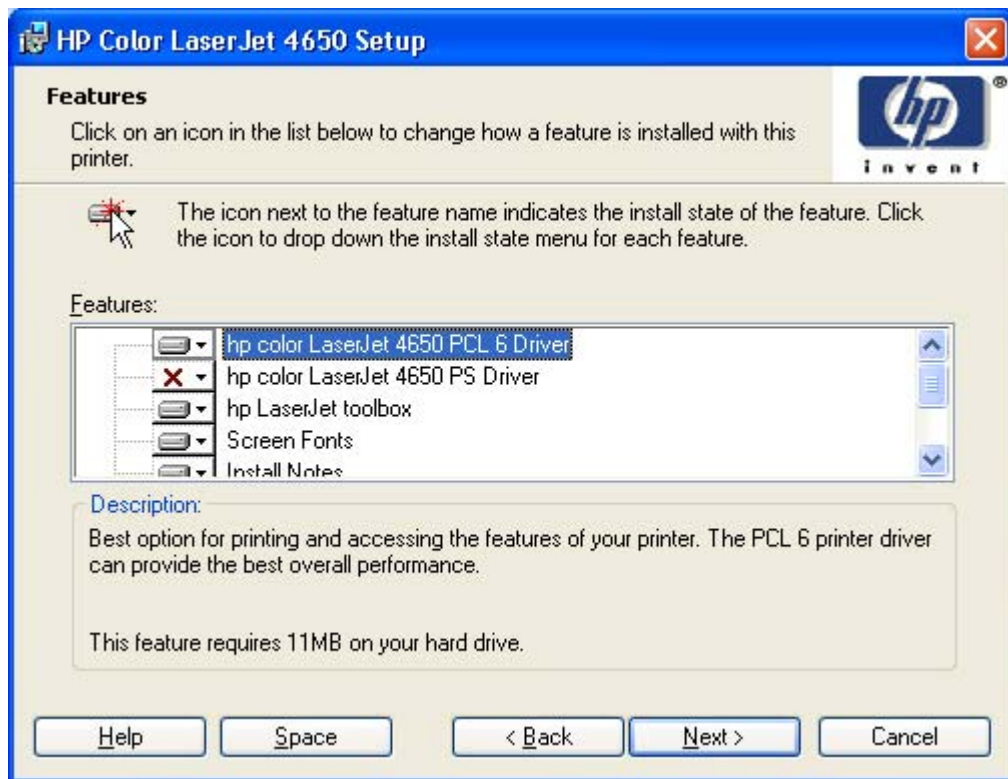 HP Color LaserJet 4650 Setup
Features
Click on an icon in the list below to change how a feature is installed with this
printer.
hp
®
invent
The icon next to the feature name indicates the install state of the feature. Click
the icon to drop down the install state menu for each feature.
Features:
hp color LaserJet 4650 PCL 6 Driver
hp color LaserJet 4650 PS Driver
hp LaserJet toolbox
Screen Fonts
Install Notes
Description:
Best option for printing and accessing the features of your printer. The PCL 6 printer driver
can provide the best overall performance.
This feature requires 11MB on your hard drive.
Help
Space
< Back
Next >
Cancel